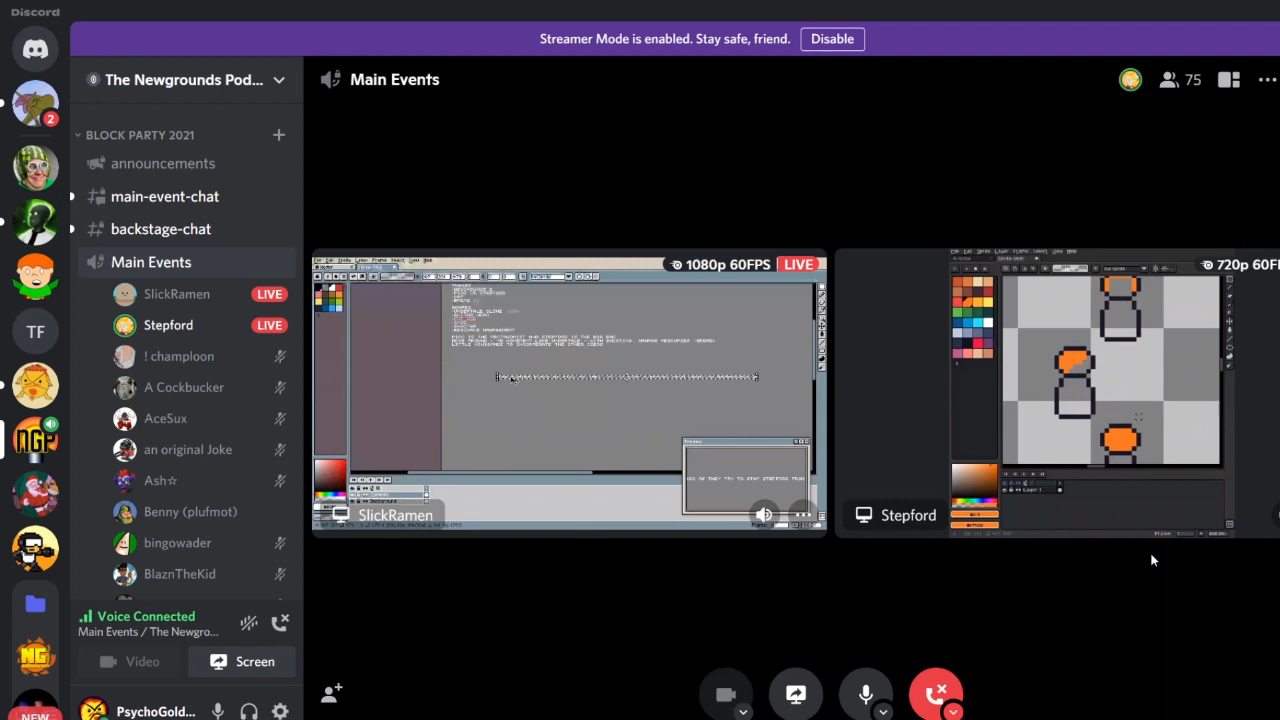 Discord
Streamer Mode is enabled. Stay safe, friend.
Disable
The Newgrounds Pod...
Main Events
75
BLOCK PARTY 2021
announcements
main-event-chat
backstage-chat
Main Events
SlickRamen
LIVE
Stepford
LIVE
! champloon
A Cockbucker
AceSux
an original Joke
Ash☆
Benny (plufmot)
bingowader
BlaznTheKid
2
TF
NGP
NG
NEW
1080p 60FPS
LIVE
SlickRamen
720p 60F
Stepford
Voice Connected
Main Events / The Newgro...
Video
Screen
PsychoGold...